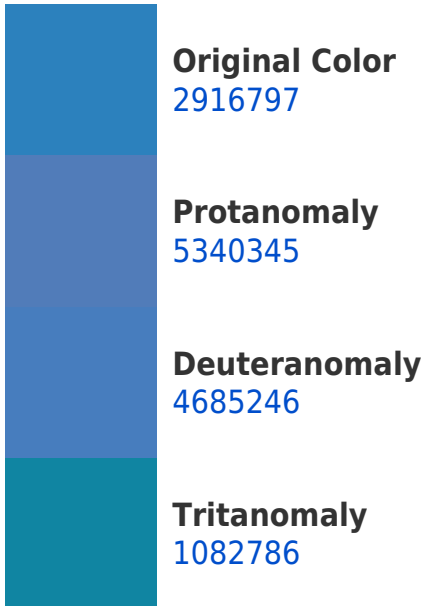 Original Color
2916797
Protanomaly
5340345
Deuteranomaly
4685246
Tritanomaly
1082786